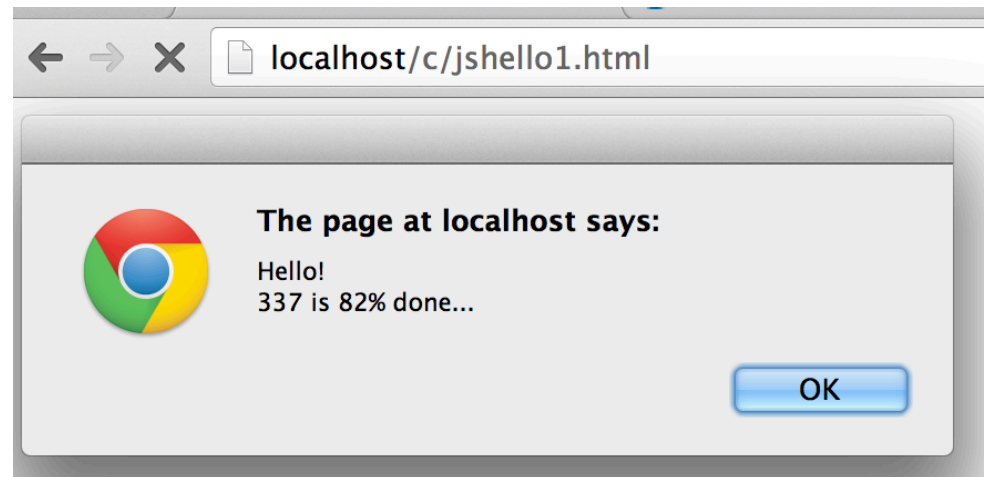 localhost/c/jshello1.html
The page at localhost says:
Hello!
337 is 82% done...
OK